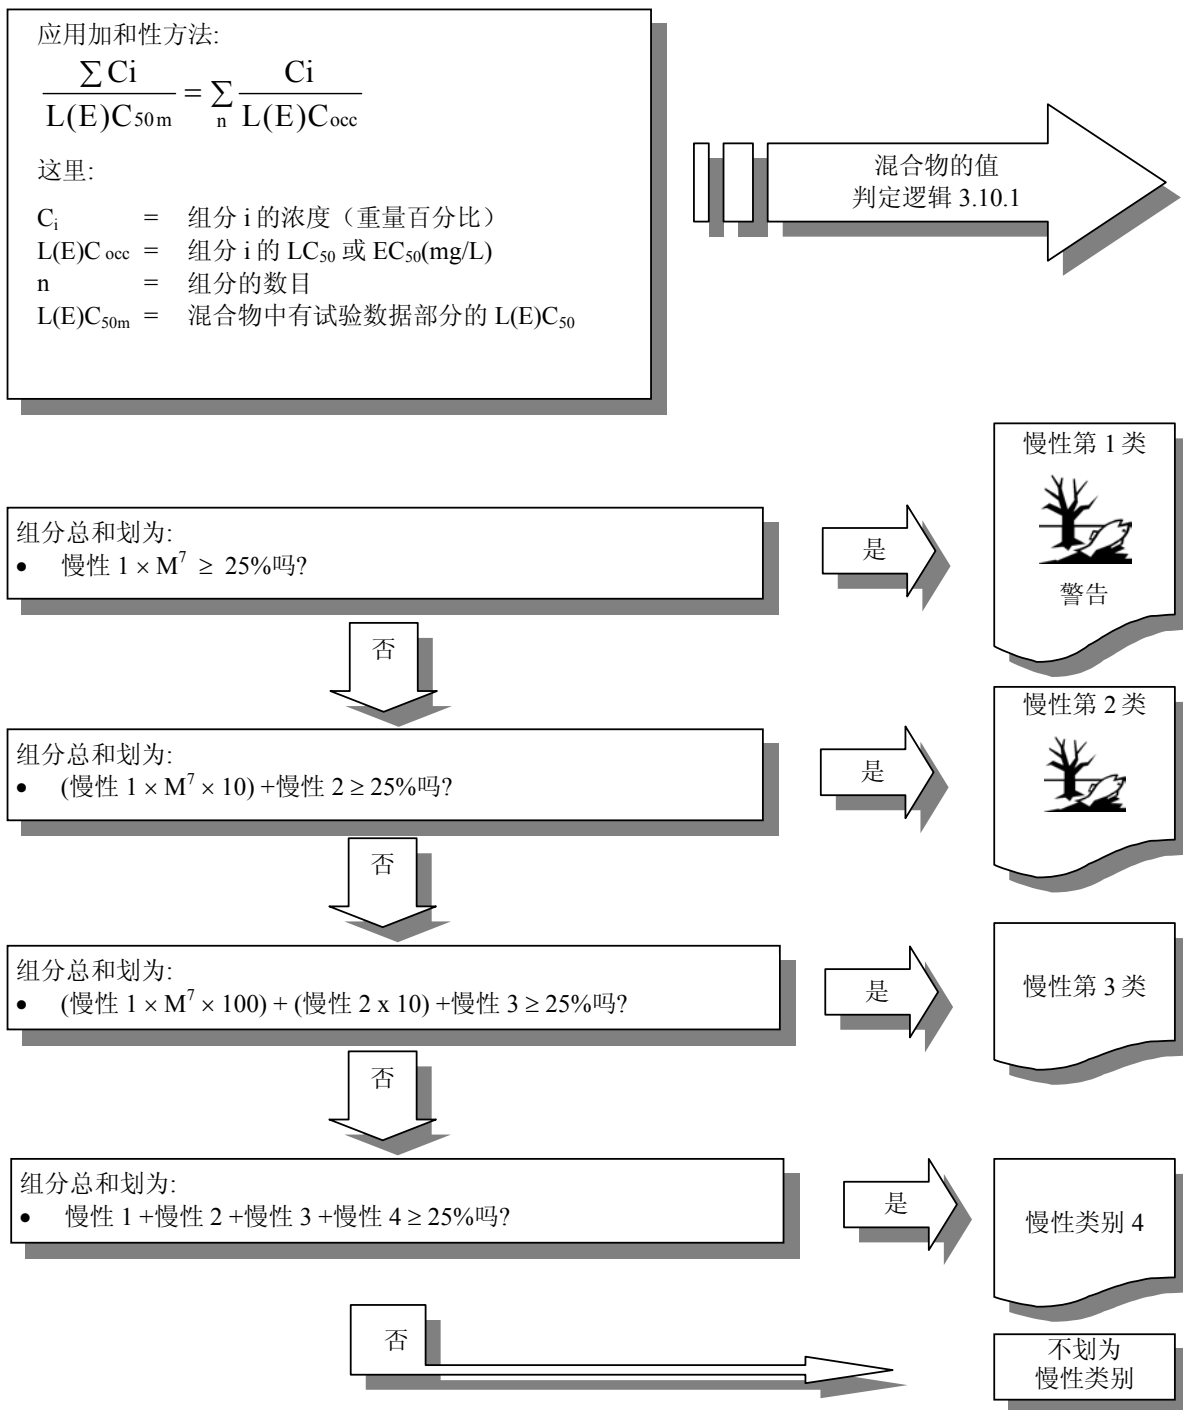 应用加和性方法:
∑Ci / L(E)C50m = ∑n Ci / L(E)Cocc
这里:
Ci = 组分 i 的浓度（重量百分比）
L(E)C occ = 组分 i 的 LC50 或 EC50(mg/L)
n = 组分的数目
L(E)C50m = 混合物中有试验数据部分的 L(E)C50
混合物的值
判定逻辑 3.10.1
组分总和划为:
• 慢性 1 × M⁷ ≥ 25%吗?
是
慢性第 1 类
警告
否
组分总和划为:
• (慢性 1 × M⁷ × 10) +慢性 2 ≥ 25%吗?
是
慢性第 2 类
否
组分总和划为:
• (慢性 1 × M⁷ × 100) + (慢性 2 x 10) +慢性 3 ≥ 25%吗?
是
慢性第 3 类
否
组分总和划为:
• 慢性 1 +慢性 2 +慢性 3 +慢性 4 ≥ 25%吗?
是
慢性类别 4
否
不划为
慢性类别